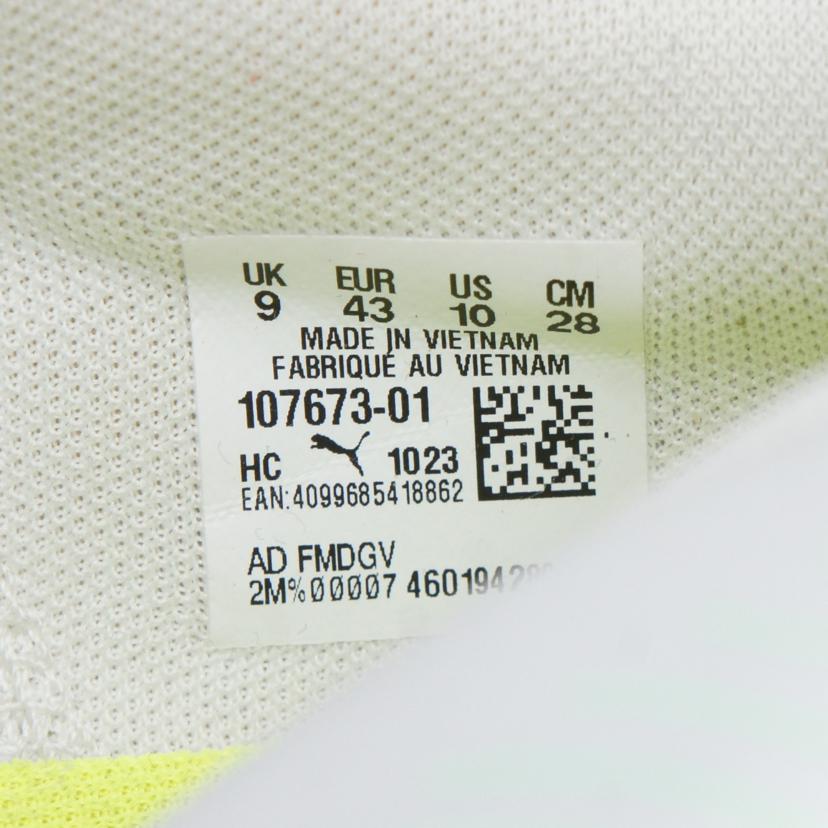 UK EUR US CM
9 43 10 28
MADE IN VIETNAM
FABRIQUÉ AU VIETNAM
107673-01
HC 1023
EAN:4099685418862
AD FMDGV
2M%00007